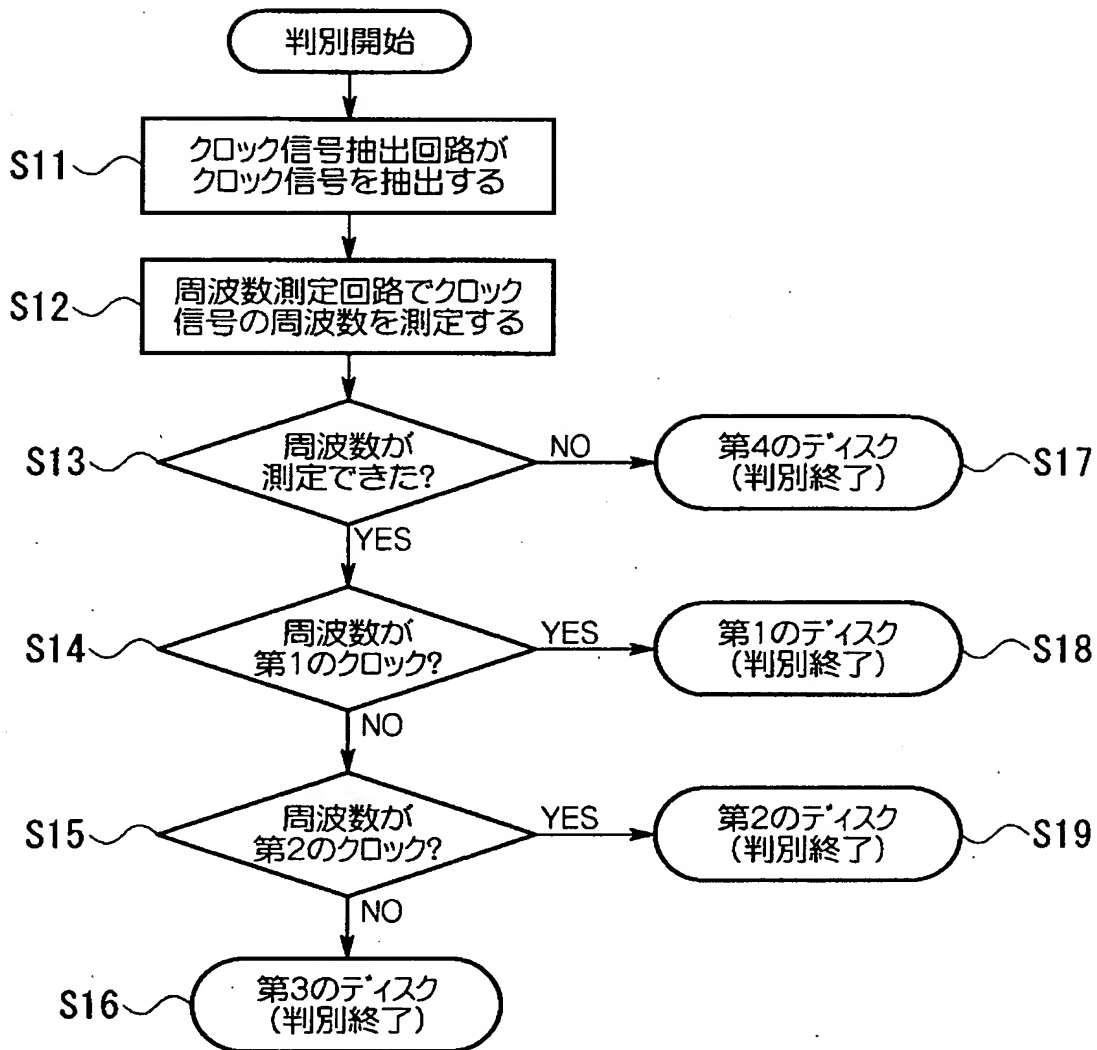 判別開始
S11
クロック信号抽出回路が
クロック信号を抽出する
S12
周波数測定回路でクロック
信号の周波数を測定する
S13
周波数が
測定できた?
NO
第4のディスク
(判別終了)
S17
YES
S14
周波数が
第1のクロック?
YES
第1のディスク
(判別終了)
S18
NO
S15
周波数が
第2のクロック?
YES
第2のディスク
(判別終了)
S19
NO
S16
第3のディスク
(判別終了)